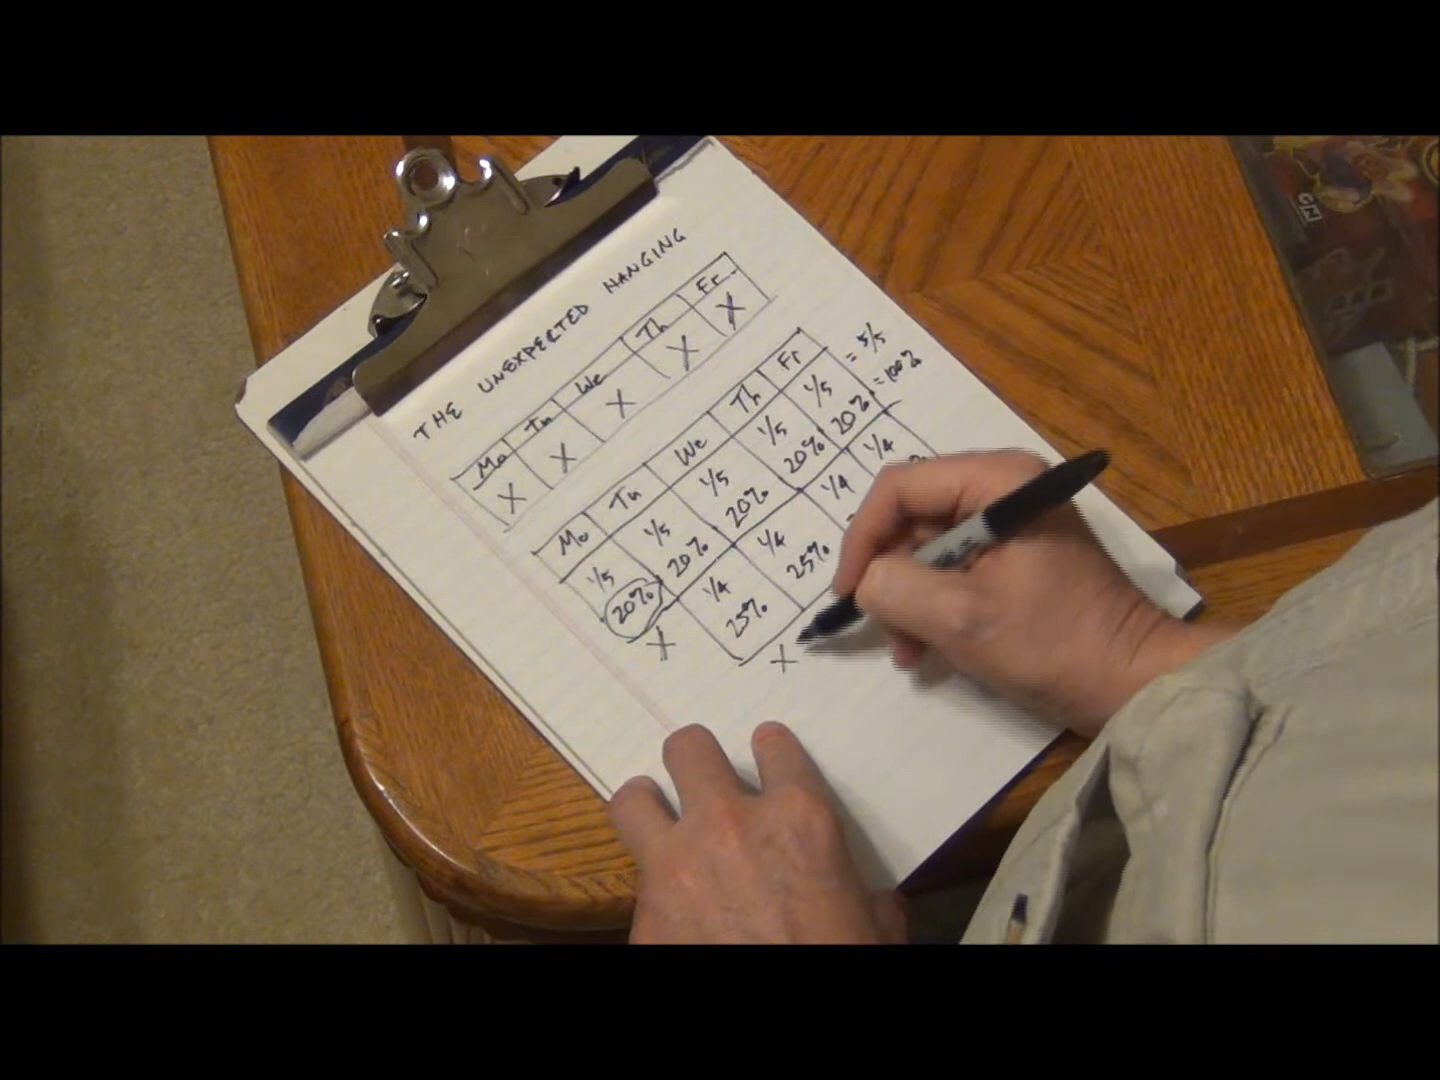 THE UNEXPECTED HANGING
Mo Tu We Th Fr
X X X X X
Mo Tu We Th Fr
1/5 1/5 1/5 1/5 1/5 = 5/5
20% 20% 20% 20% 20% = 100%
1/4 1/4 1/4 1/4
25% 25%
X X
CN